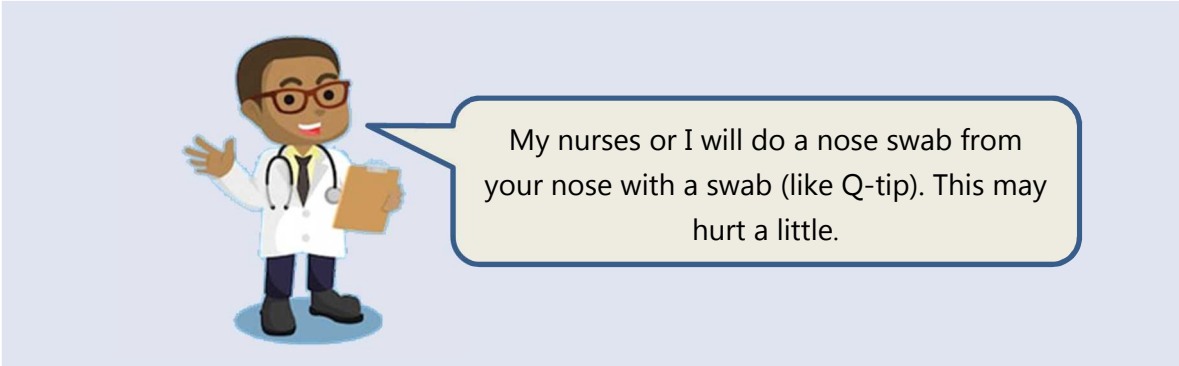 My nurses or I will do a nose swab from
your nose with a swab (like Q-tip). This may
hurt a little.